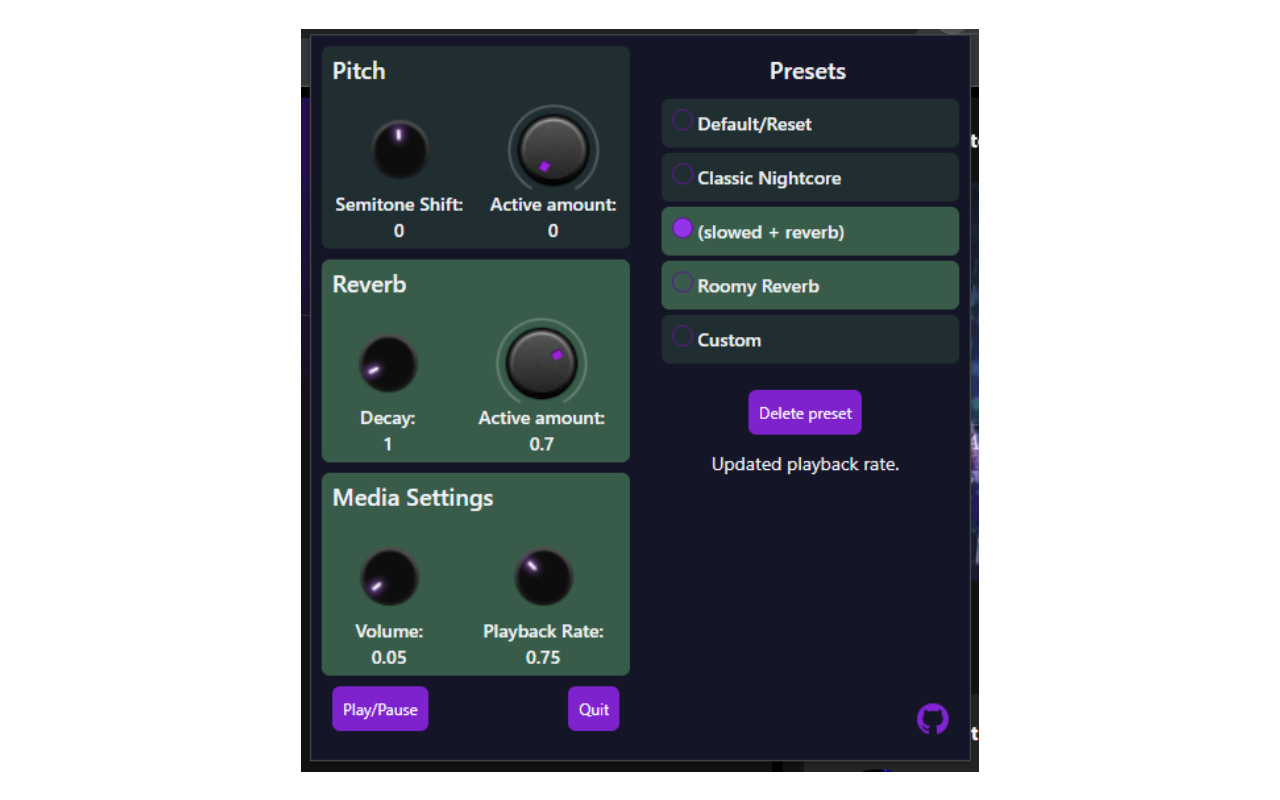 Pitch
Semitone Shift:
0
Active amount:
0
Reverb
Decay:
1
Active amount:
0.7
Media Settings
Volume:
0.05
Playback Rate:
0.75
Play/Pause
Quit
Presets
Default/Reset
Classic Nightcore
(slowed + reverb)
Roomy Reverb
Custom
Delete preset
Updated playback rate.